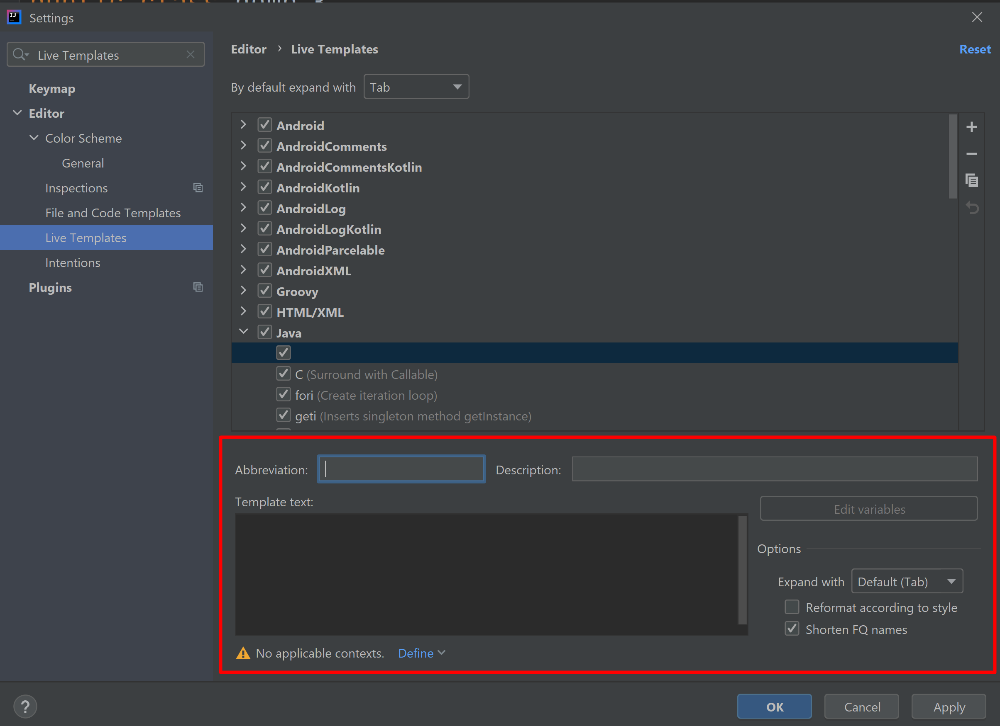 Settings
Live Templates
Keymap
Editor
Color Scheme
General
Inspections
File and Code Templates
Live Templates
Intentions
Plugins
Editor › Live Templates
Reset
By default expand with Tab
Android
AndroidComments
AndroidCommentsKotlin
AndroidKotlin
AndroidLog
AndroidLogKotlin
AndroidParcelable
AndroidXML
Groovy
HTML/XML
Java
C (Surround with Callable)
fori (Create iteration loop)
geti (Inserts singleton method getInstance)
Abbreviation:
Description:
Template text:
Edit variables
Options
Expand with Default (Tab)
Reformat according to style
Shorten FQ names
No applicable contexts. Define
? OK Cancel Apply